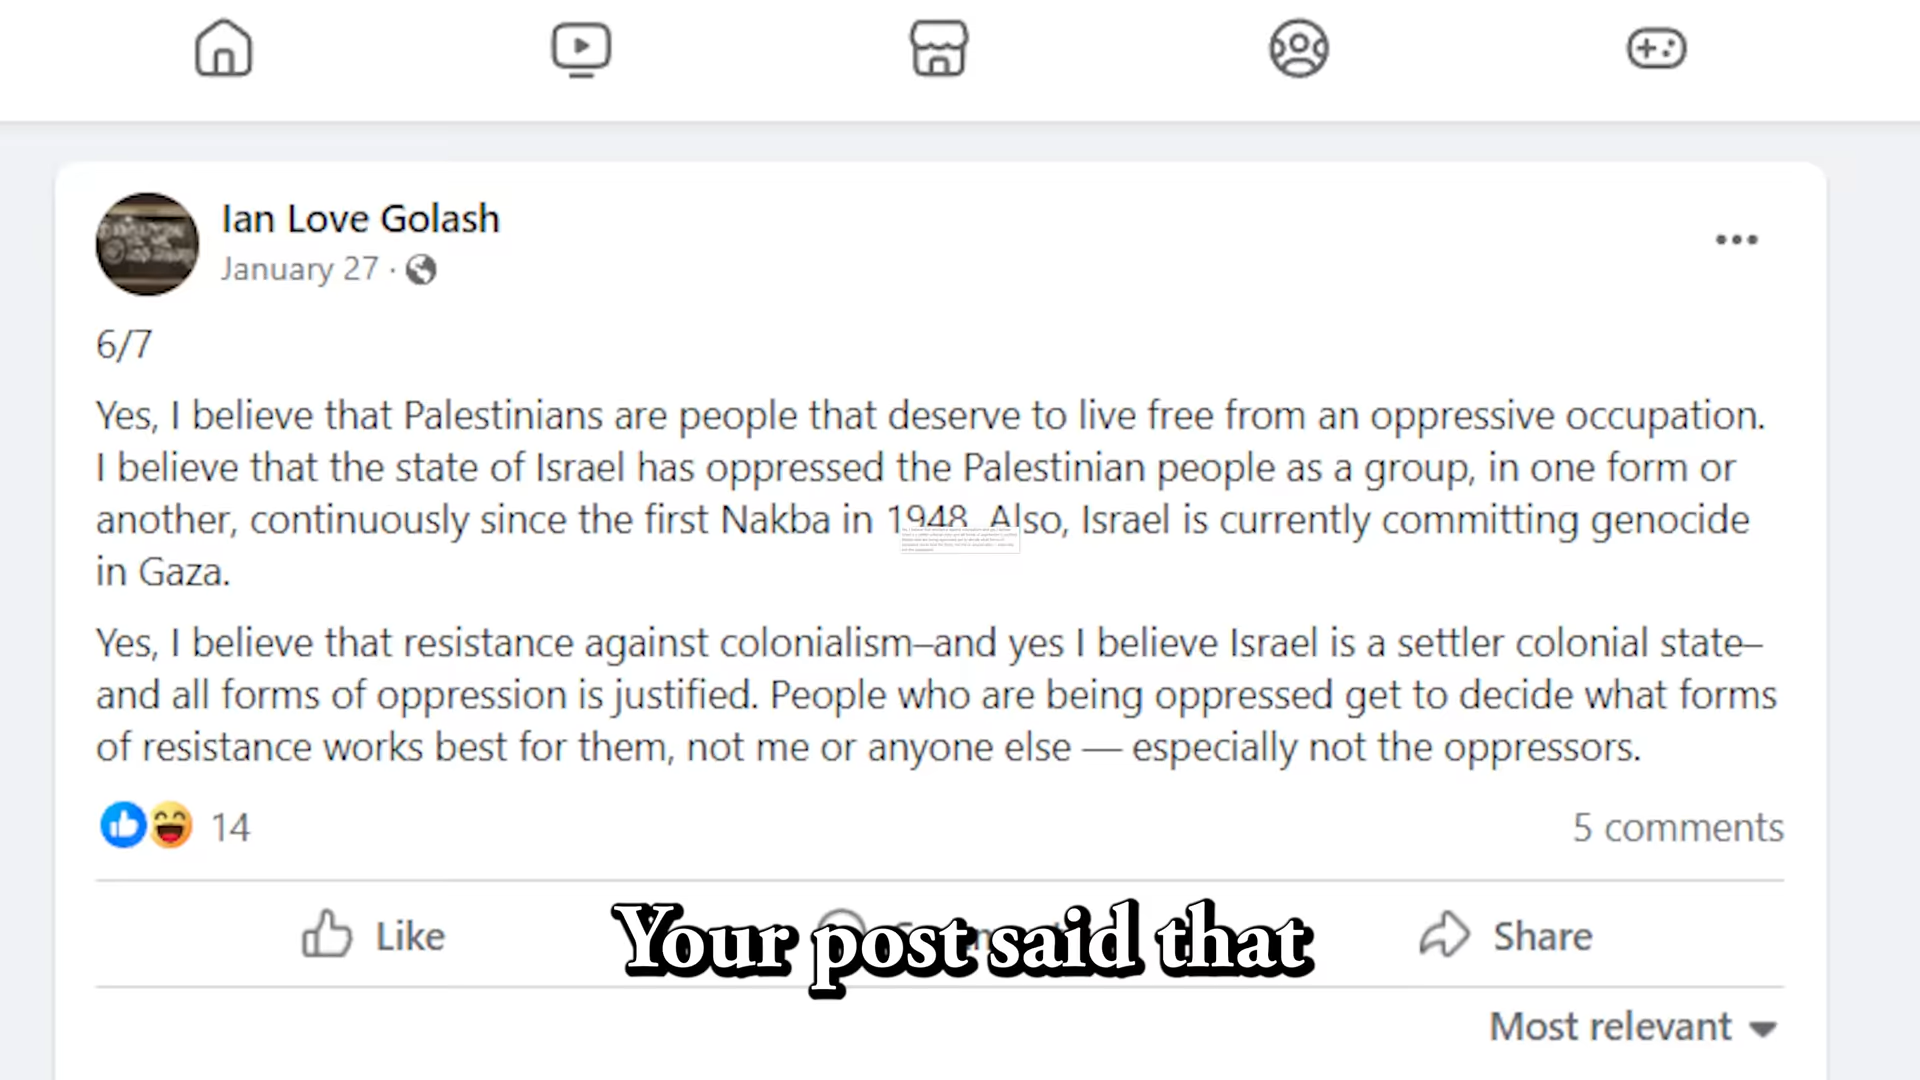 Ian Love Golash
January 27 ·
6/7
Yes, I believe that Palestinians are people that deserve to live free from an oppressive occupation.
I believe that the state of Israel has oppressed the Palestinian people as a group, in one form or
another, continuously since the first Nakba in 1948. Also, Israel is currently committing genocide
in Gaza.
Yes, I believe that resistance against colonialism–and yes I believe Israel is a settler colonial state–
and all forms of oppression is justified. People who are being oppressed get to decide what forms
of resistance works best for them, not me or anyone else — especially not the oppressors.
14
5 comments
Like
Share
Your post said that
Most relevant